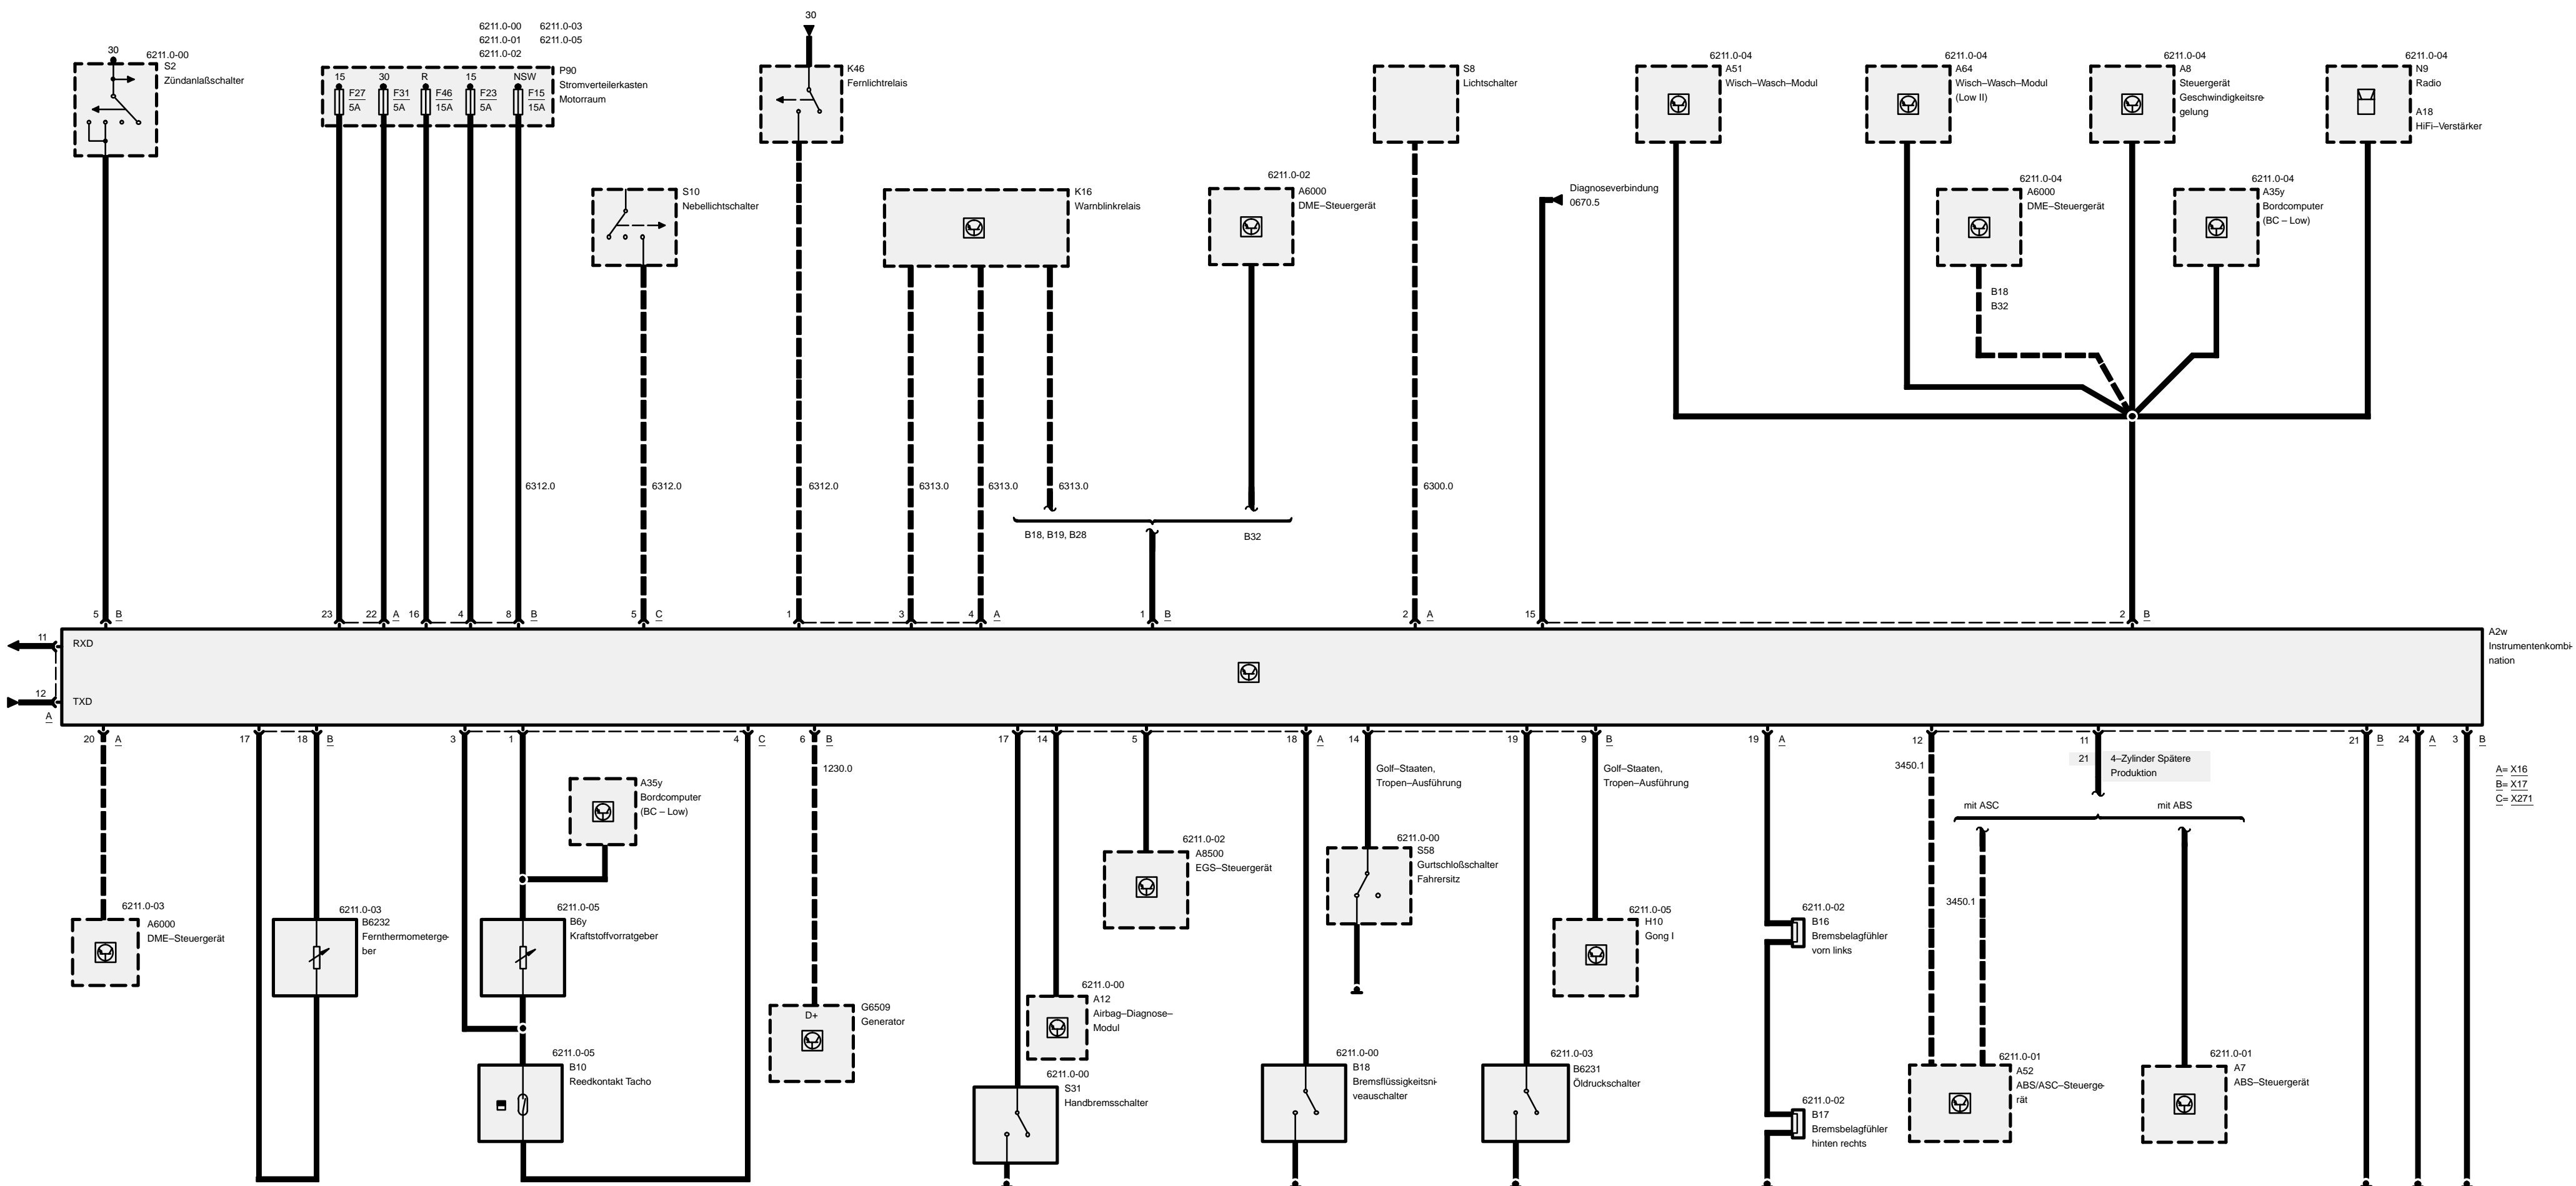 6211.0-00 6211.0-03
6211.0-01 6211.0-05
6211.0-02
30
30
6211.0-00
S2
Zündanlaßschalter
15 30 R 15 NSW
F27 F31 F46 F23 F15
5A 5A 15A 5A 15A
P90
Stromverteilerkasten
Motorraum
K46
Fernlichtrelais
S8
Lichtschalter
6211.0-04
A51
Wisch–Wasch–Modul
6211.0-04
A64
Wisch–Wasch–Modul
(Low II)
6211.0-04
A8
Steuergerät
Geschwindigkeitsre-
gelung
6211.0-04
N9
Radio
A18
HiFi–Verstärker
S10
Nebellichtschalter
K16
Warnblinkrelais
6211.0-02
A6000
DME–Steuergerät
Diagnoseverbindung
0670.5
6211.0-04
A6000
DME–Steuergerät
6211.0-04
A35y
Bordcomputer
(BC – Low)
B18
B32
6312.0 6312.0 6312.0 6313.0 6313.0 6313.0 6300.0
B18, B19, B28 B32
5 B 23 22 A 16 4 8 B 5 C 1 3 4 A 1 B 2 A 15 2 B
11 RXD
12 TXD
A
A2w
Instrumentenkombi-
nation
20 A 17 18 B 3 1 4 C 6 B 17 14 5 18 A 14 19 9 B 19 A 12 11 21 B 24 A 3 B
1230.0
Golf–Staaten,
Tropen–Ausführung
Golf–Staaten,
Tropen–Ausführung
3450.1
21 4–Zylinder Spätere
Produktion
A= X16
B= X17
C= X271
mit ASC mit ABS
A35y
Bordcomputer
(BC – Low)
6211.0-02
A8500
EGS–Steuergerät
6211.0-00
S58
Gurtschloßschalter
Fahrersitz
3450.1
6211.0-03
A6000
DME–Steuergerät
6211.0-03
B6232
Fernthermometerge-
ber
6211.0-05
B6y
Kraftstoffvorratgeber
6211.0-05
H10
Gong I
6211.0-02
B16
Bremsbelagfühler
vorn links
D+
G6509
Generator
6211.0-00
A12
Airbag–Diagnose–
Modul
6211.0-05
B10
Reedkontakt Tacho
6211.0-00
S31
Handbremsschalter
6211.0-00
B18
Bremsflüssigkeitsni-
veauschalter
6211.0-03
B6231
Öldruckschalter
6211.0-02
B17
Bremsbelagfühler
hinten rechts
6211.0-01
A52
ABS/ASC–Steuerge-
rät
6211.0-01
A7
ABS–Steuergerät